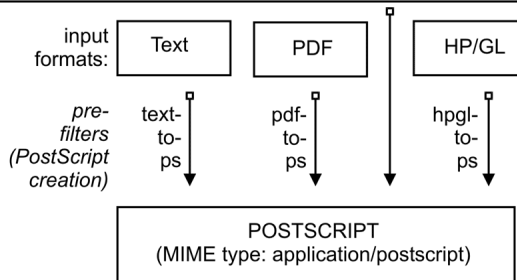 input
formats:
Text
PDF
HP/GL
pre-
filters
(PostScript
creation)
text-
to-
ps
pdf-
to-
ps
hpgl-
to-
ps
POSTSCRIPT
(MIME type: application/postscript)